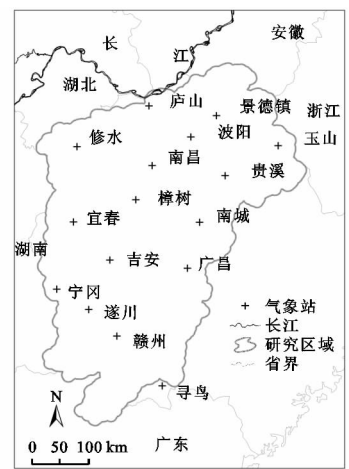 长
江
安徽
湖北
庐山
景德镇
浙江
修水
波阳
玉山
南昌
贵溪
樟树
宜春
南城
湖南
吉安
广昌
宁冈
遂川
赣州
寻鸟
广东
气象站
长江
研究区域
省界
N
0 50 100 km